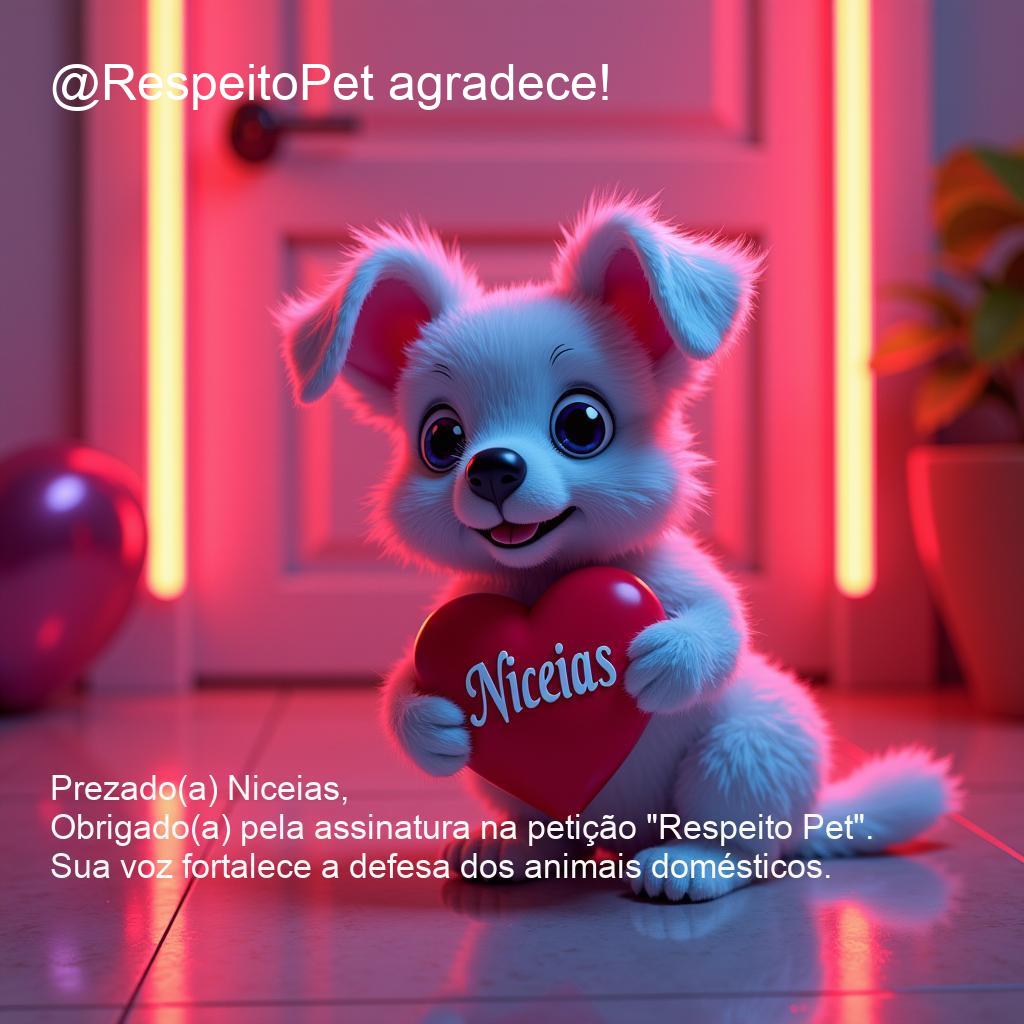 @RespeitoPet agradece!
Niceias
Prezado(a) Niceias,
Obrigado(a) pela assinatura na petição "Respeito Pet".
Sua voz fortalece a defesa dos animais domésticos.